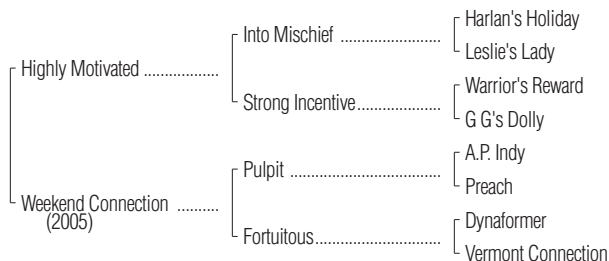 Harlan's Holiday
Into Mischief ....................
Leslie's Lady
Highly Motivated ..................
Warrior's Reward
Strong Incentive....................
G G's Dolly
A.P. Indy
Pulpit ................................
Preach
Weekend Connection ..........
(2005)
Dynaformer
Fortuitous..............................
Vermont Connection